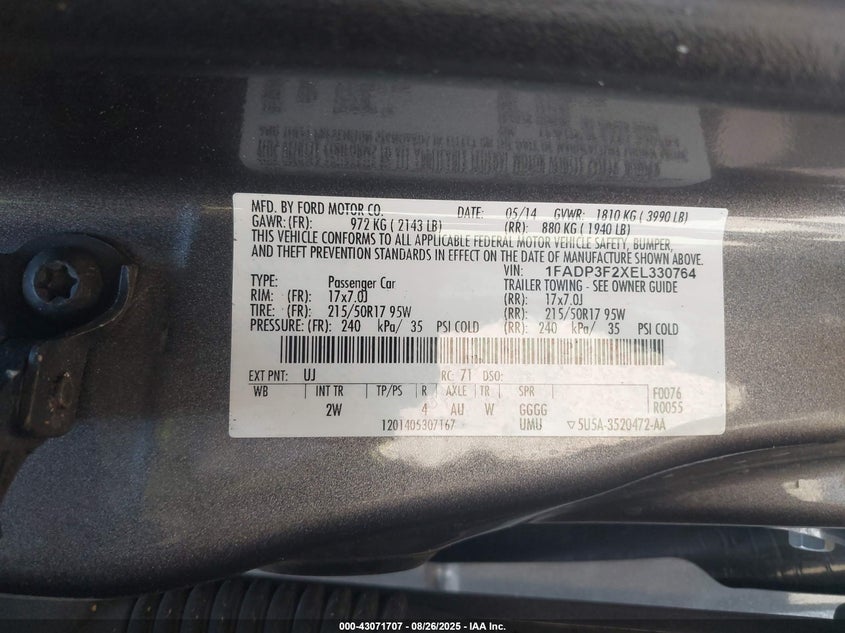 MFD. BY FORD MOTOR CO. DATE: 05/14 GVWR: 1810 KG ( 3990 LB)
GAWR: (FR): 972 KG ( 2143 LB) (RR): 880 KG ( 1940 LB)
THIS VEHICLE CONFORMS TO ALL APPLICABLE FEDERAL MOTOR VEHICLE SAFETY, BUMPER,
AND THEFT PREVENTION STANDARDS IN EFFECT ON THE DATE OF MANUFACTURE SHOWN ABOVE.
VIN: 1FADP3F2XEL330764
TYPE: Passenger Car TRAILER TOWING - SEE OWNER GUIDE
RIM: (FR): 17x7.0J (RR): 17x7.0J
TIRE: (FR): 215/50R17 95W (RR): 215/50R17 95W
PRESSURE: (FR): 240 kPa/ 35 PSI COLD (RR): 240 kPa/ 35 PSI COLD
EXT PNT: UJ RC: 71 DSO:
WB INT TR TP/PS R AXLE TR SPR F0076
2W 4 AU W GGGG R0055
1201405307167 UMU ▽5U5A-3520472-AA
000-43071707 - 08/26/2025 - IAA Inc.